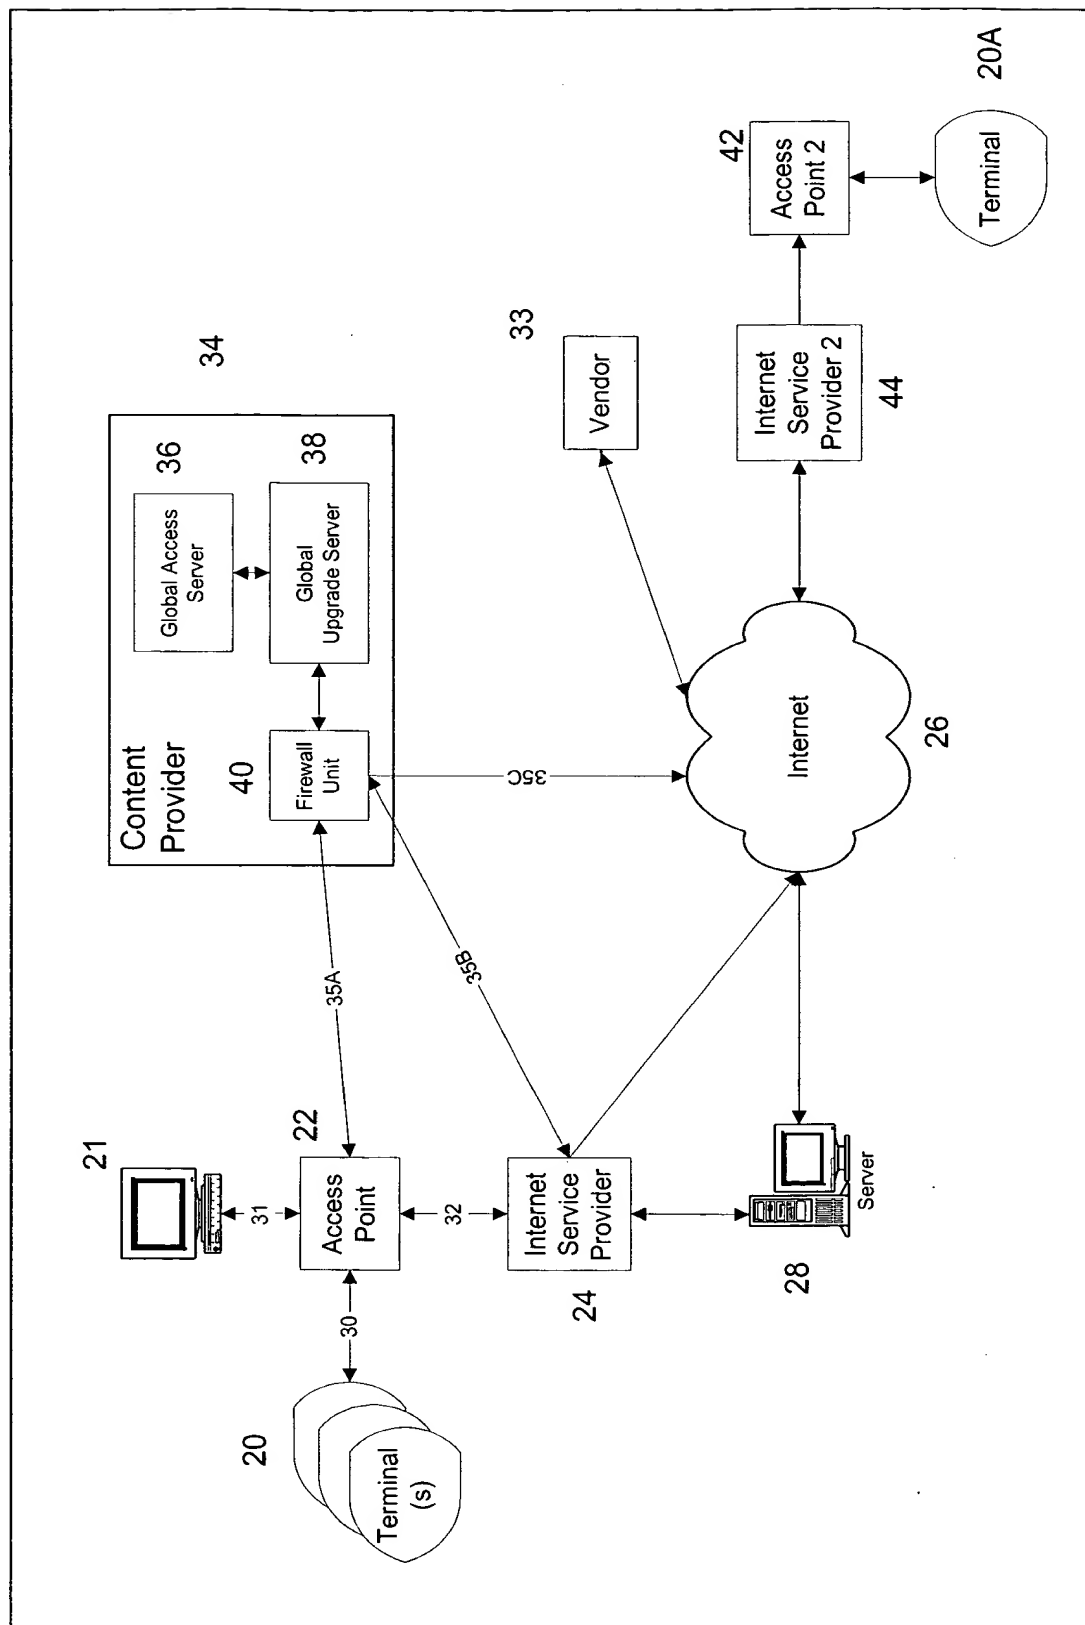 21
31
22
Access
Point
30
20
Terminal
(s)
32
Internet
Service
Provider
24
28
Server
35A
35B
35C
Content
Provider
34
40
Firewall
Unit
36
Global Access
Server
38
Global
Upgrade Server
33
Vendor
Internet
26
Internet
Service
Provider 2
44
42
Access
Point 2
20A
Terminal